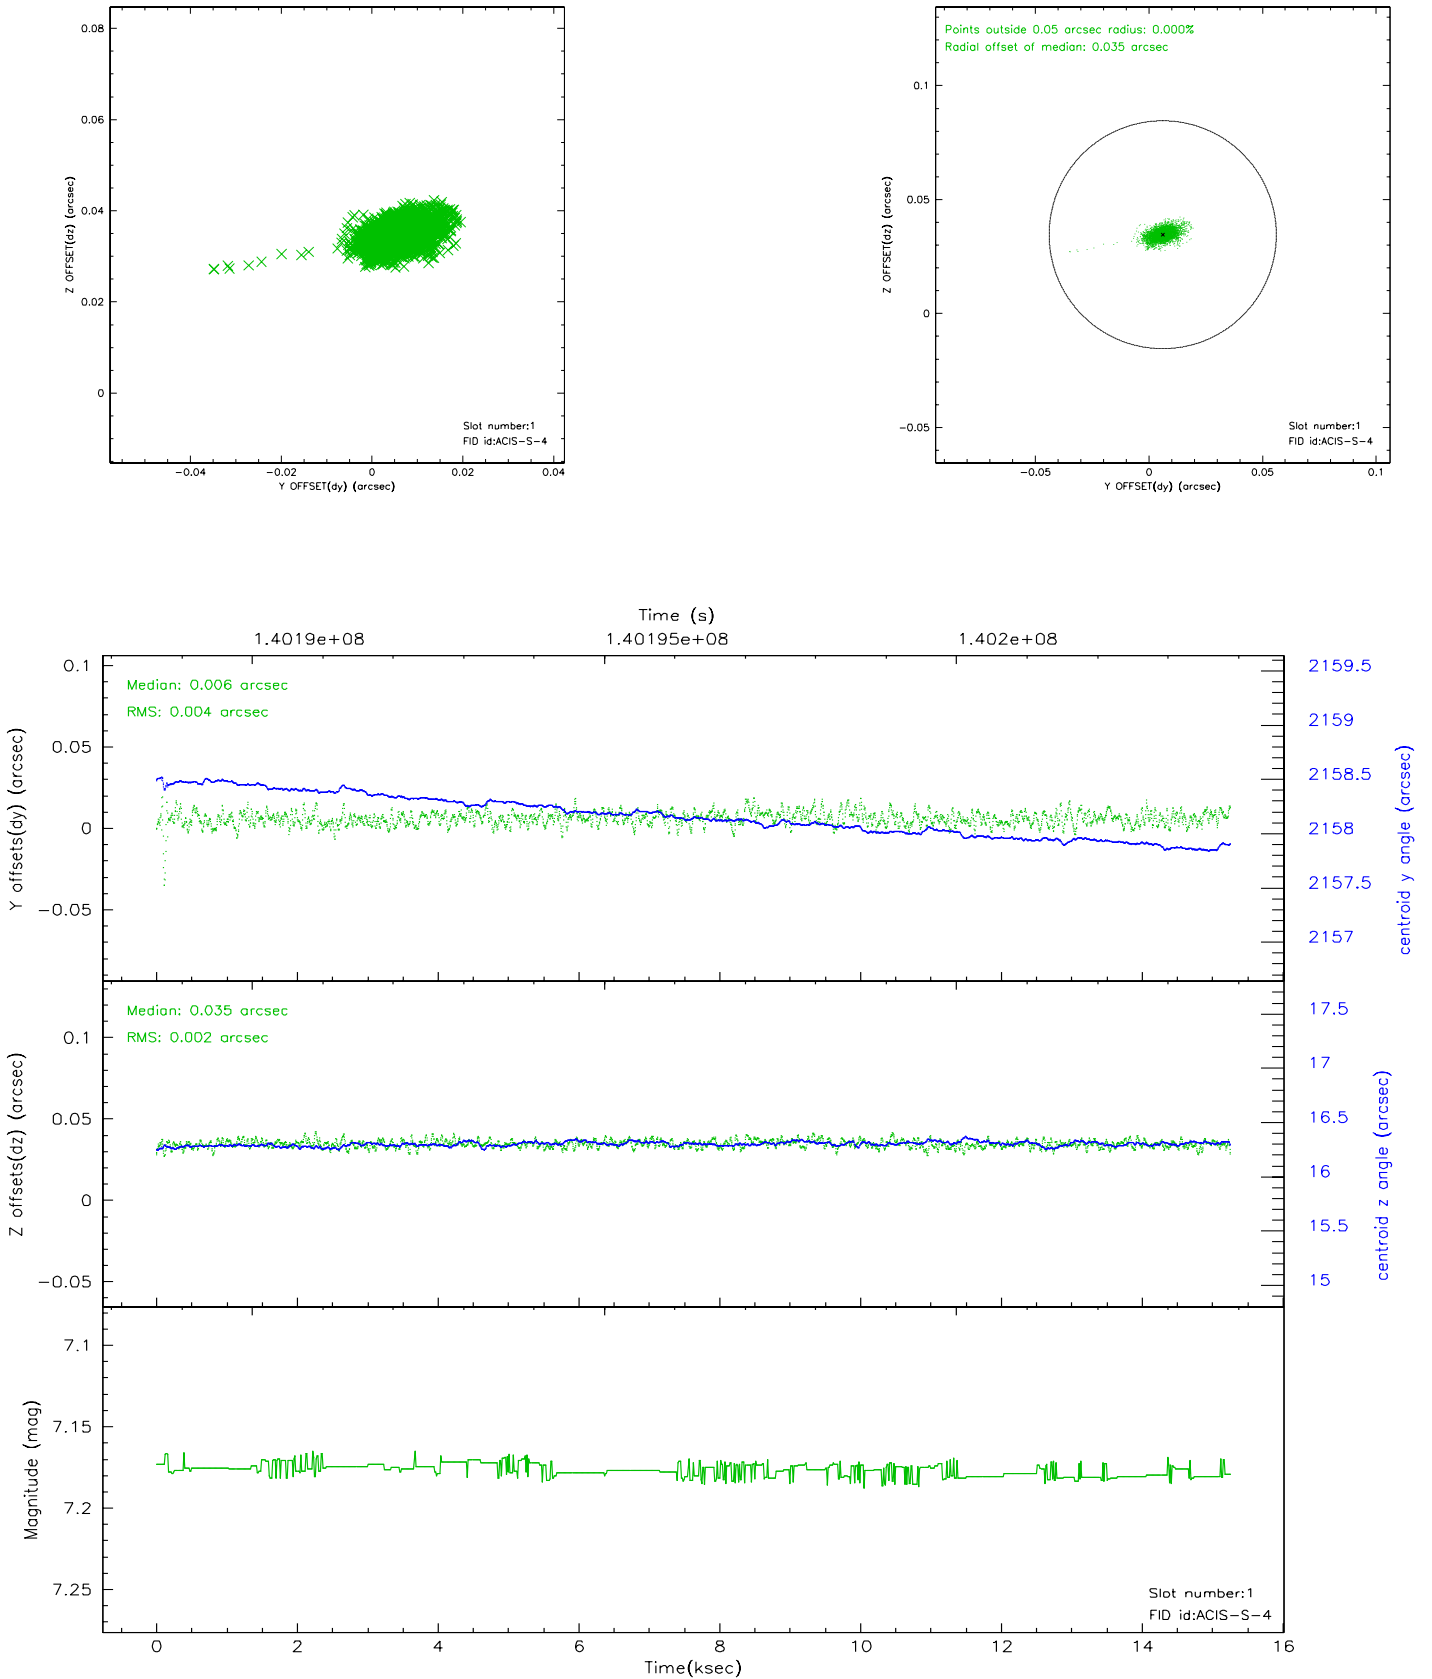 0.08
0.06
0.04
0.02
0
Z OFFSET(dz) (arcsec)
−0.04 −0.02 0 0.02 0.04
Y OFFSET(dy) (arcsec)
Slot number:1
FID id:ACIS−S−4
Points outside 0.05 arcsec radius: 0.000%
Radial offset of median: 0.035 arcsec
0.1
0.05
0
−0.05
Z OFFSET(dz) (arcsec)
−0.05 0 0.05 0.1
Y OFFSET(dy) (arcsec)
Slot number:1
FID id:ACIS−S−4
Time (s)
1.4019e+08 1.40195e+08 1.402e+08
Median: 0.006 arcsec
RMS: 0.004 arcsec
0.1
0.05
0
−0.05
Y offsets(dy) (arcsec)
2159.5
2159
2158.5
2158
2157.5
2157
centroid y angle (arcsec)
Median: 0.035 arcsec
RMS: 0.002 arcsec
0.1
0.05
0
−0.05
Z offsets(dz) (arcsec)
17.5
17
16.5
16
15.5
15
centroid z angle (arcsec)
7.1
7.15
7.2
7.25
Magnitude (mag)
Slot number:1
FID id:ACIS−S−4
0 2 4 6 8 10 12 14 16
Time(ksec)